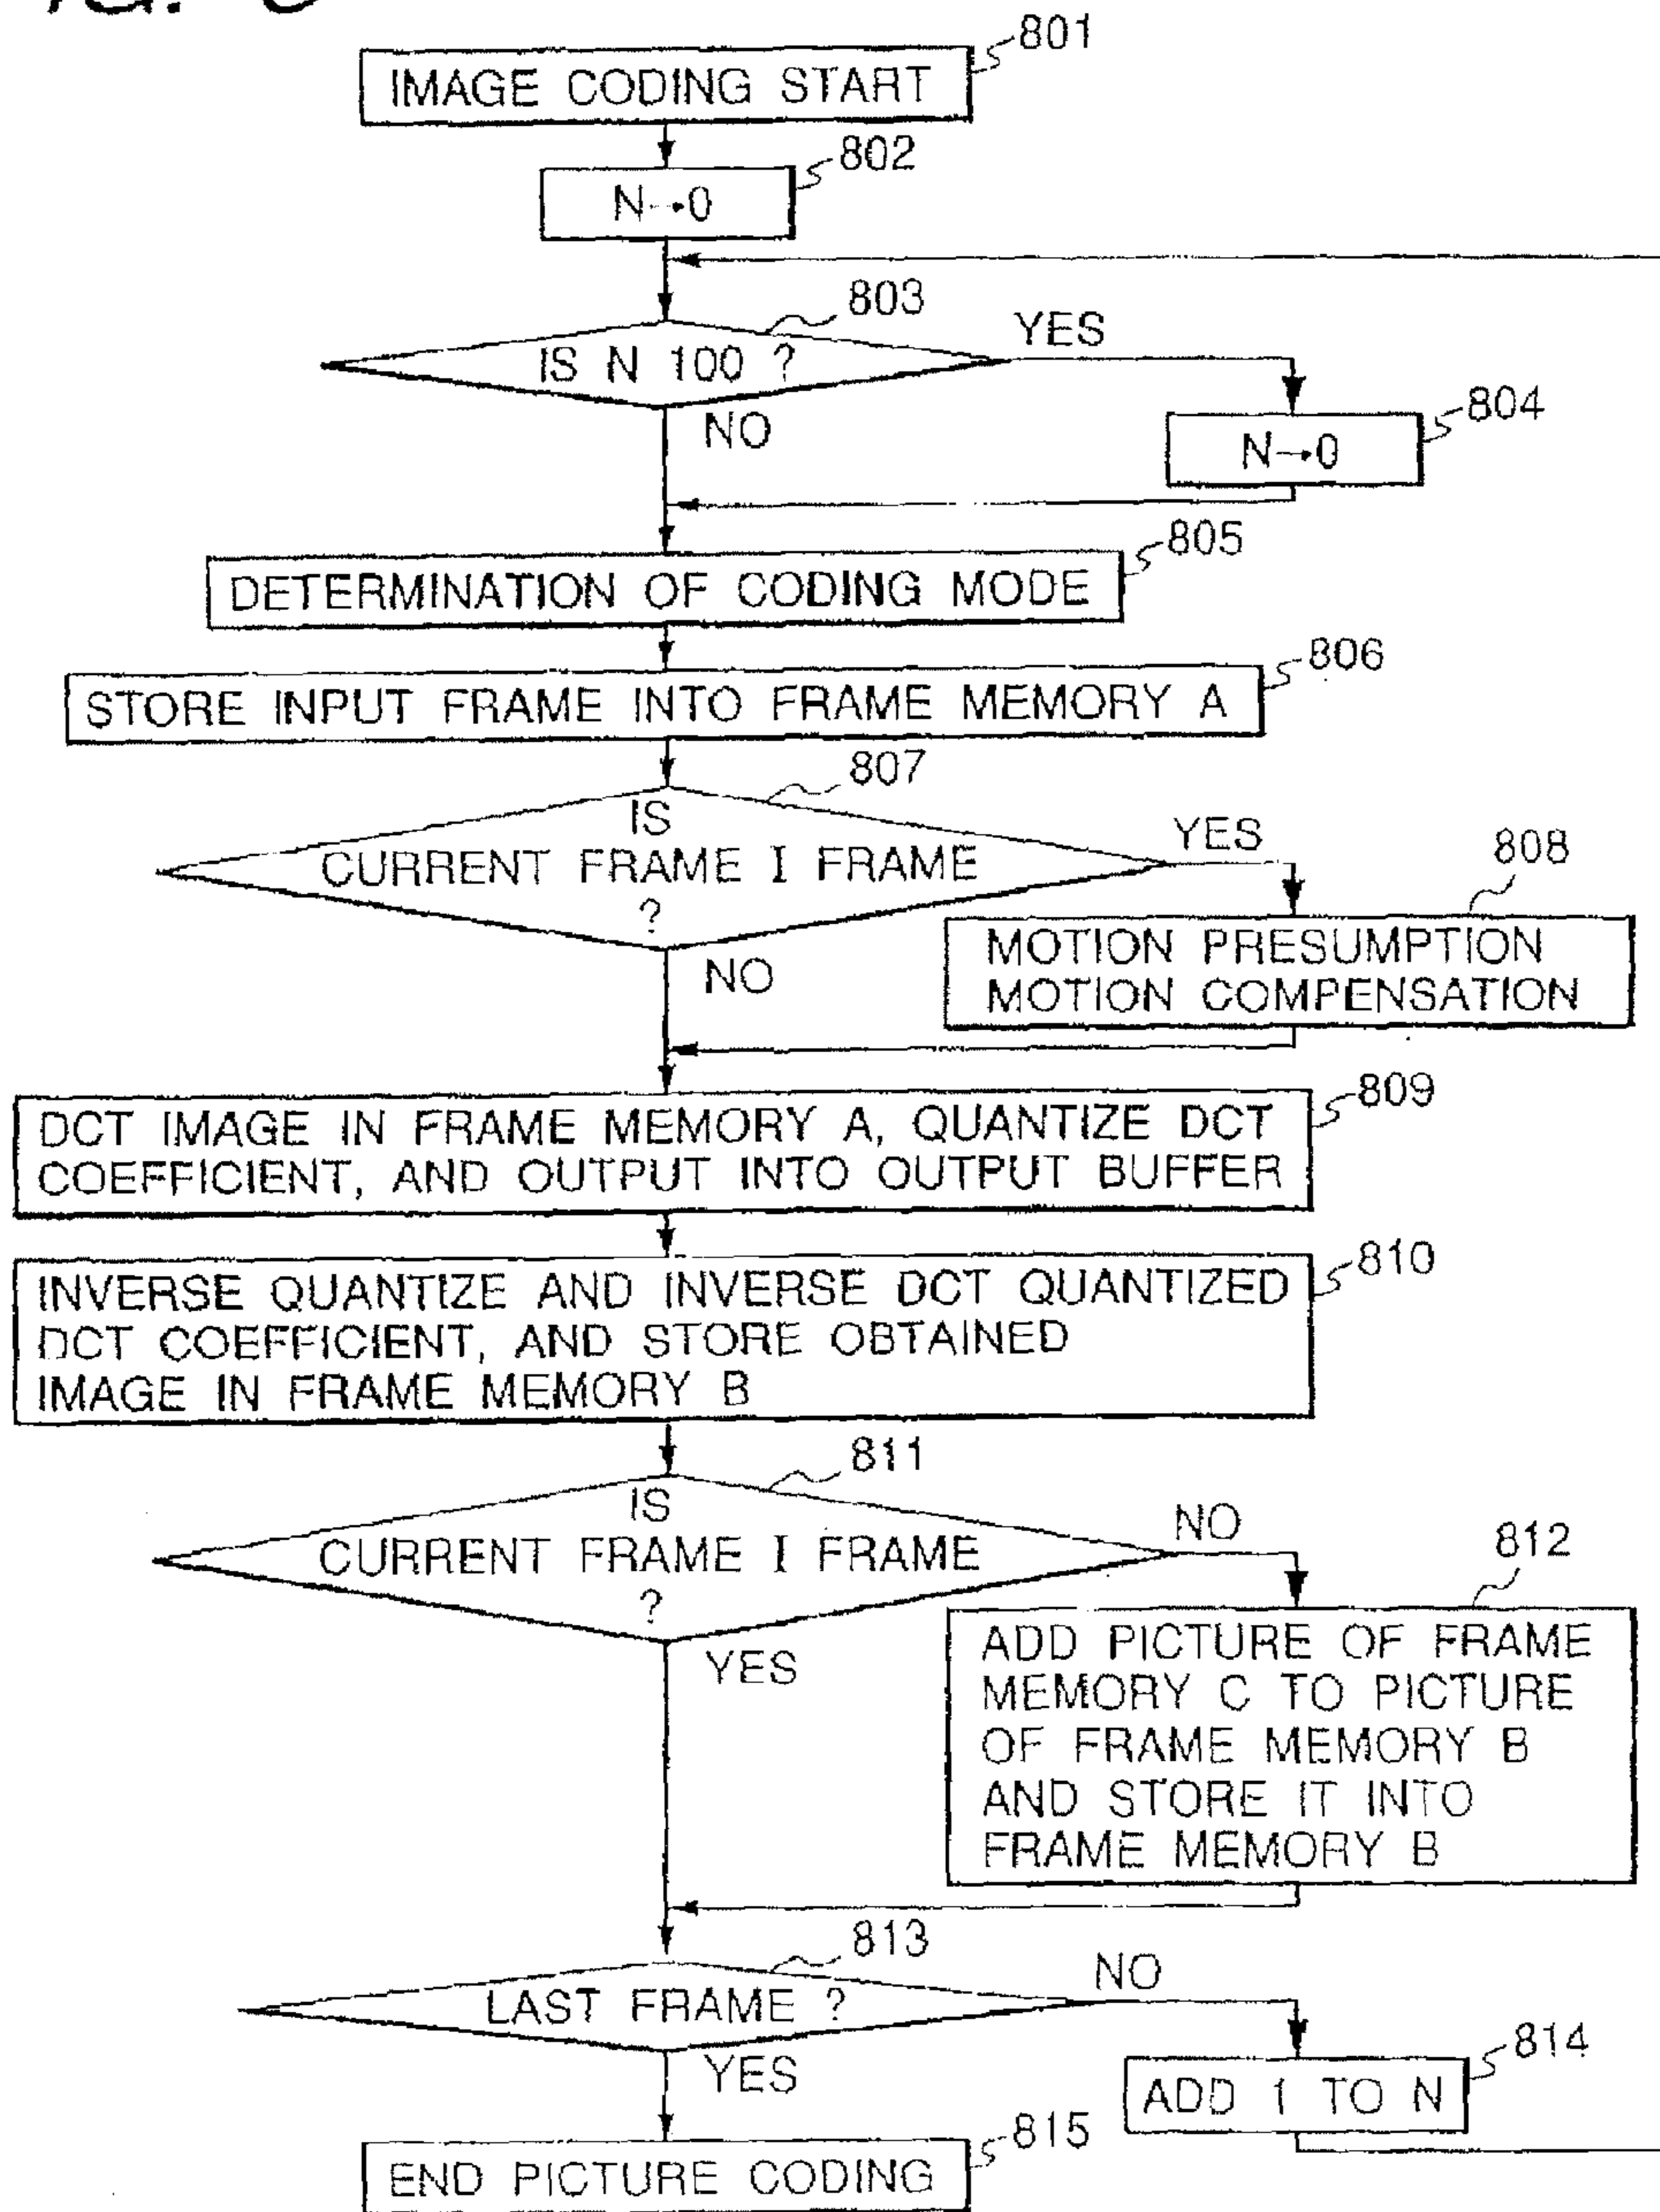 801
IMAGE CODING START
802
N→0
803
IS N 100 ?
YES
NO
804
N→0
805
DETERMINATION OF CODING MODE
806
STORE INPUT FRAME INTO FRAME MEMORY A
807
IS
CURRENT FRAME I FRAME
?
YES
NO
808
MOTION PRESUMPTION
MOTION COMPENSATION
809
DCT IMAGE IN FRAME MEMORY A, QUANTIZE DCT
COEFFICIENT, AND OUTPUT INTO OUTPUT BUFFER
810
INVERSE QUANTIZE AND INVERSE DCT QUANTIZED
DCT COEFFICIENT, AND STORE OBTAINED
IMAGE IN FRAME MEMORY B
811
IS
CURRENT FRAME I FRAME
?
NO
YES
812
ADD PICTURE OF FRAME
MEMORY C TO PICTURE
OF FRAME MEMORY B
AND STORE IT INTO
FRAME MEMORY B
813
LAST FRAME ?
NO
YES
814
ADD 1 TO N
815
END PICTURE CODING